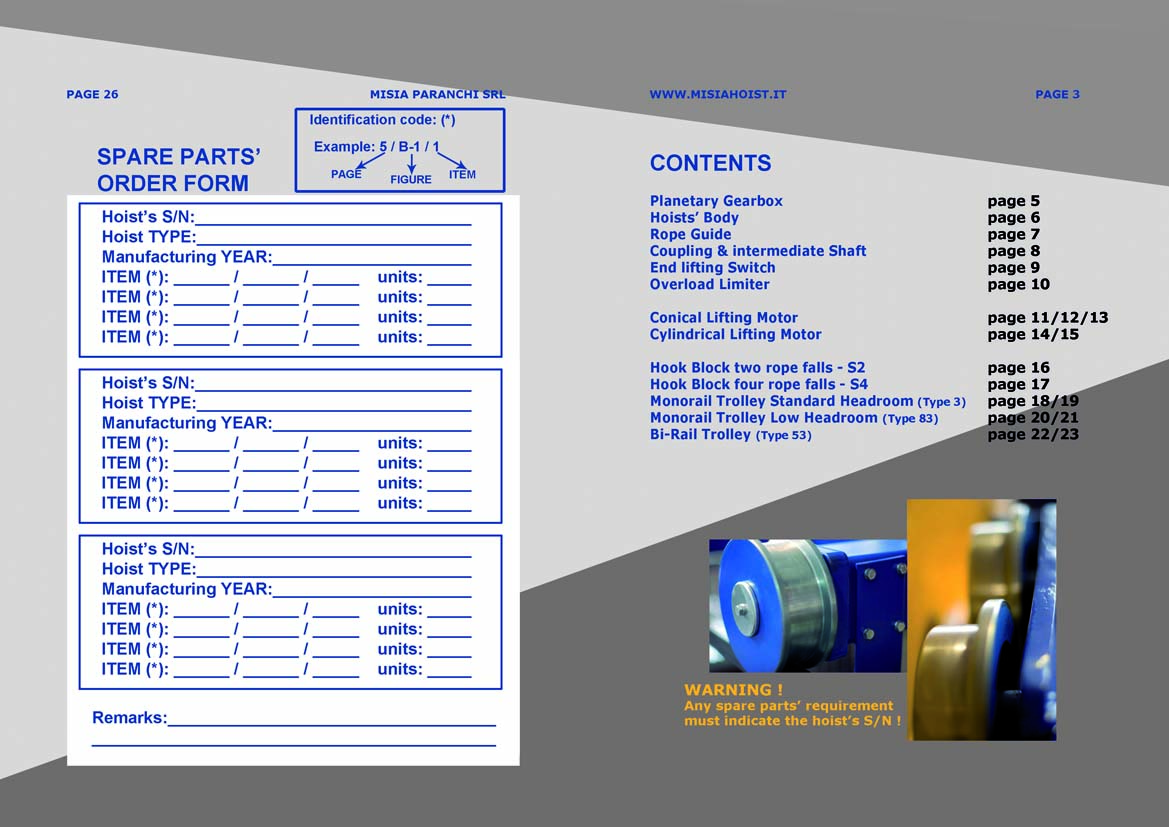 PAGE 26
MISIA PARANCHI SRL
Identification code: (*)
Example: 5 / B-1 / 1
PAGE FIGURE ITEM
SPARE PARTS’
ORDER FORM
Hoist’s S/N:______________________________
Hoist TYPE:______________________________
Manufacturing YEAR:_____________________
ITEM (*): ______ / ______ / _____ units: _____
ITEM (*): ______ / ______ / _____ units: _____
ITEM (*): ______ / ______ / _____ units: _____
ITEM (*): ______ / ______ / _____ units: _____
Hoist’s S/N:______________________________
Hoist TYPE:______________________________
Manufacturing YEAR:_____________________
ITEM (*): ______ / ______ / _____ units: _____
ITEM (*): ______ / ______ / _____ units: _____
ITEM (*): ______ / ______ / _____ units: _____
ITEM (*): ______ / ______ / _____ units: _____
Hoist’s S/N:______________________________
Hoist TYPE:______________________________
Manufacturing YEAR:_____________________
ITEM (*): ______ / ______ / _____ units: _____
ITEM (*): ______ / ______ / _____ units: _____
ITEM (*): ______ / ______ / _____ units: _____
ITEM (*): ______ / ______ / _____ units: _____
Remarks:___________________________________
WWW.MISIAHOIST.IT
PAGE 3
CONTENTS
Planetary Gearbox page 5
Hoists’ Body page 6
Rope Guide page 7
Coupling & intermediate Shaft page 8
End lifting Switch page 9
Overload Limiter page 10
Conical Lifting Motor page 11/12/13
Cylindrical Lifting Motor page 14/15
Hook Block two rope falls - S2 page 16
Hook Block four rope falls - S4 page 17
Monorail Trolley Standard Headroom (Type 3) page 18/19
Monorail Trolley Low Headroom (Type 83) page 20/21
Bi-Rail Trolley (Type 53) page 22/23
WARNING !
Any spare parts’ requirement
must indicate the hoist’s S/N !